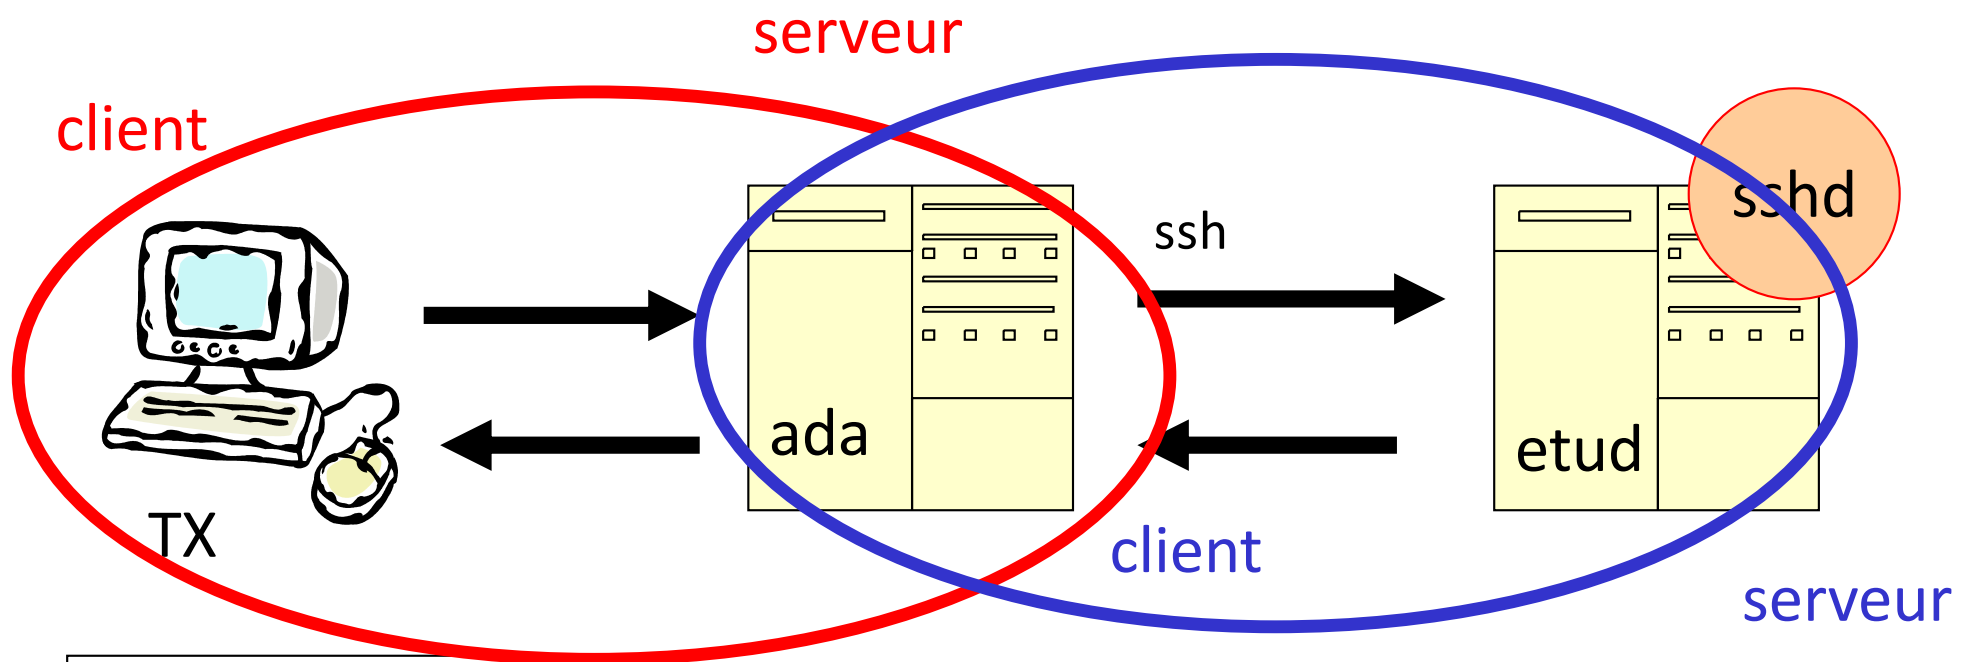 serveur
client
sshd
ssh
ada
etud
TX
client
serveur